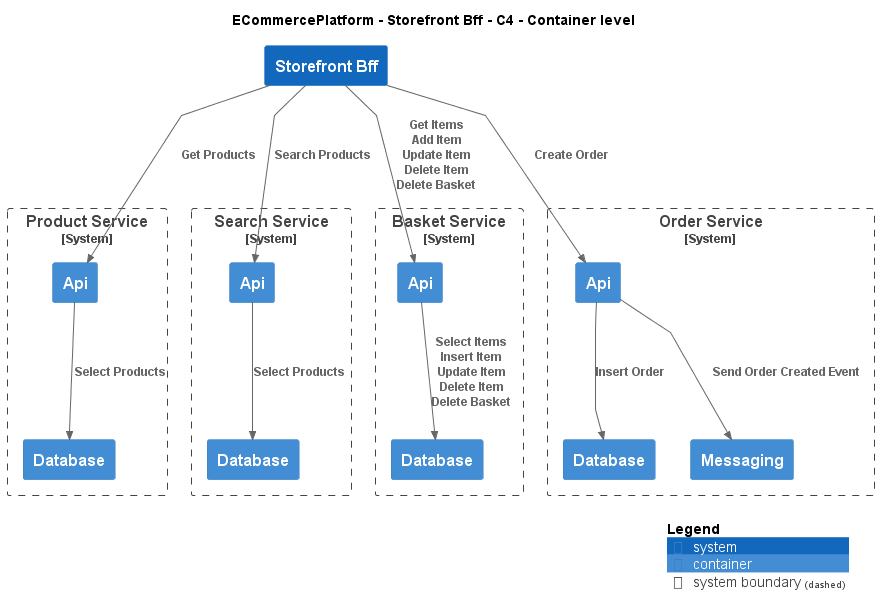 ECommercePlatform - Storefront Bff - C4 - Container level
Storefront Bff
Get Products
Search Products
Get Items
Add Item
Update Item
Delete Item
Delete Basket
Create Order
Product Service
[System]
Search Service
[System]
Basket Service
[System]
Order Service
[System]
Api
Api
Api
Api
Select Products
Select Products
Select Items
Insert Item
Update Item
Delete Item
Delete Basket
Insert Order
Send Order Created Event
Database
Database
Database
Database
Messaging
Legend
system
container
system boundary (dashed)